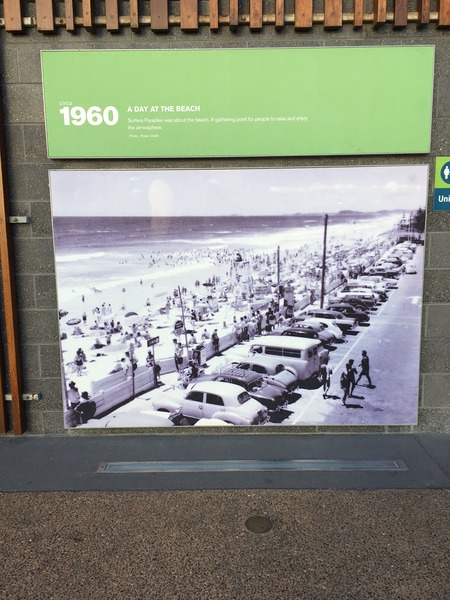 CIRCA
1960
A DAY AT THE BEACH
Surfers Paradise was about the beach. A gathering point for people to relax and enjoy
the atmosphere.
Uni